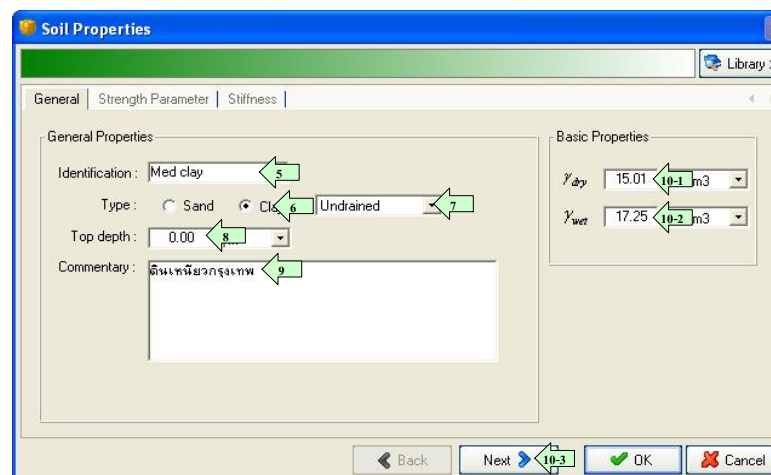 Soil Properties
Library
General Strength Parameter Stiffness
General Properties
Identification : Med clay 5
Type : Sand Cla 6 Undrained 7
Top depth : 0.00 8
Commentary : ดินเหนียวกรุงเทพ 9
Basic Properties
γdry 15.01 10-1 m3
γwet 17.25 10-2 m3
Back Next 10-3 OK Cancel